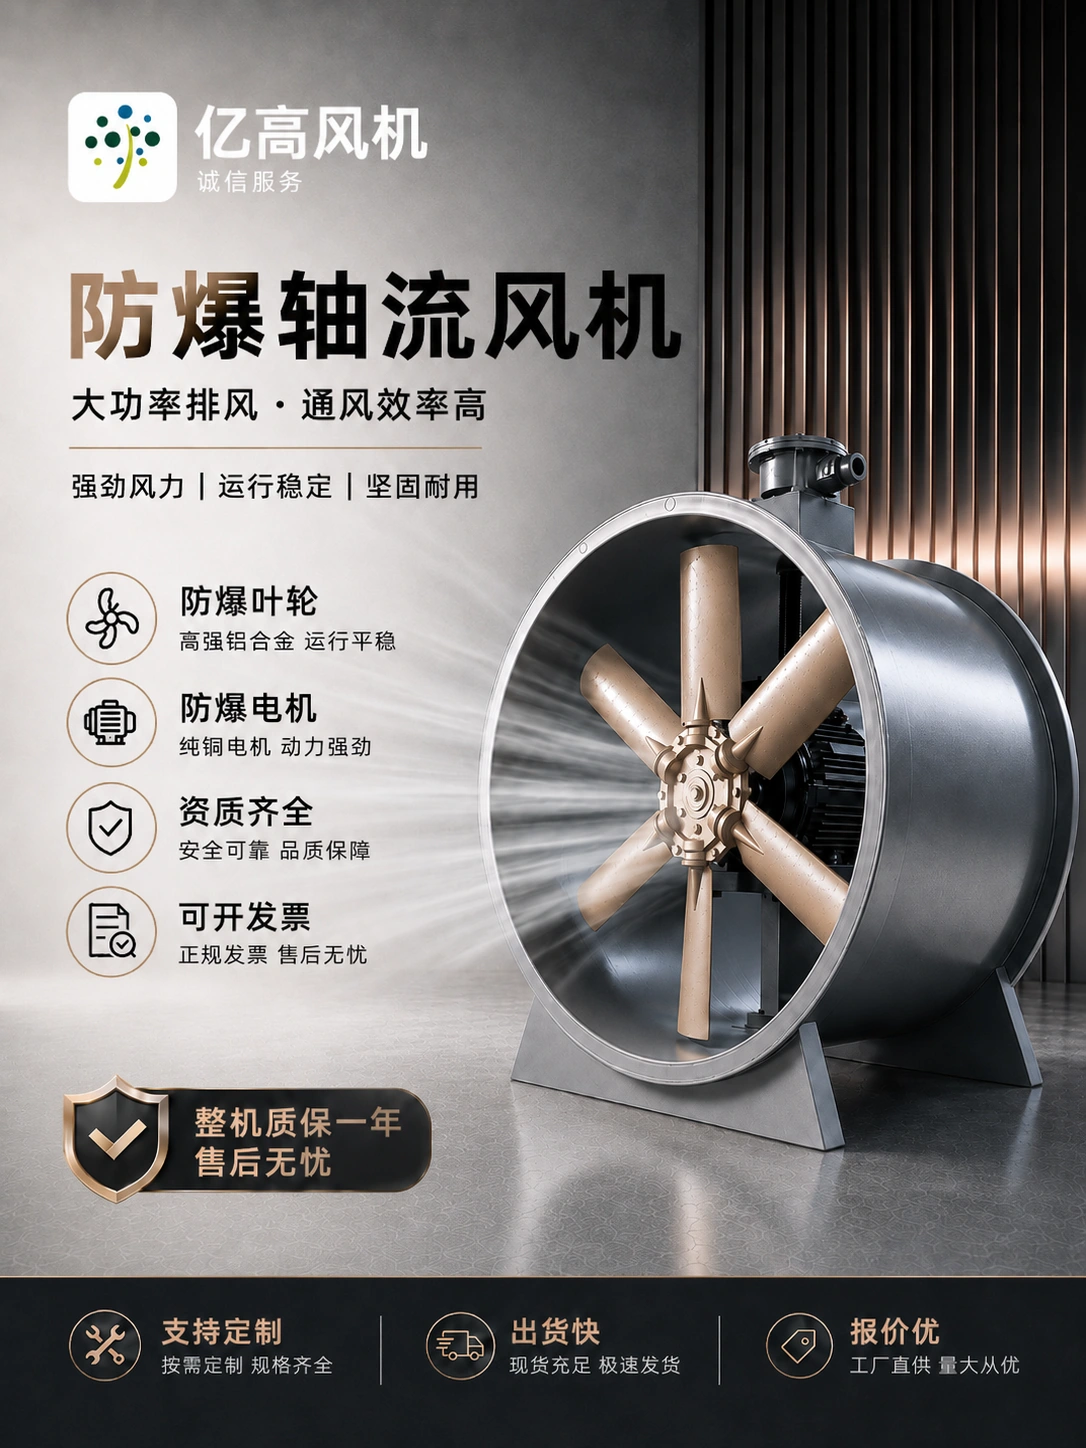 亿高风机
诚信服务
防爆轴流风机
大功率排风·通风效率高
强劲风力|运行稳定|坚固耐用
防爆叶轮
高强铝合金 运行平稳
防爆电机
纯铜电机 动力强劲
资质齐全
安全可靠 品质保障
可开发票
正规发票 售后无忧
整机质保一年
售后无忧
支持定制
按需定制 规格齐全
出货快
现货充足 极速发货
报价优
工厂直供 量大从优